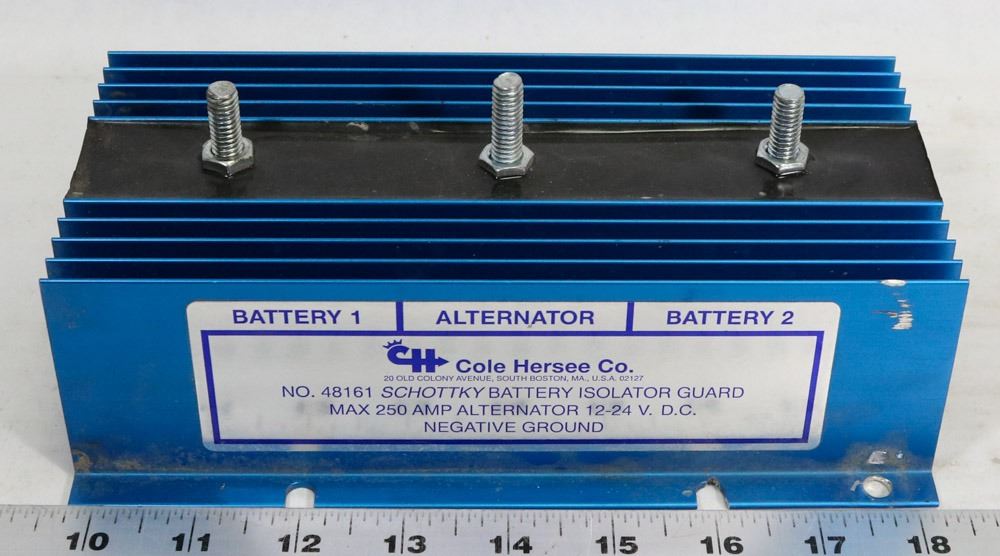 BATTERY 1 ALTERNATOR BATTERY 2
CH Cole Hersee Co.
20 OLD COLONY AVENUE, SOUTH BOSTON, MA., U.S.A. 02127
NO. 48161 SCHOTTKY BATTERY ISOLATOR GUARD
MAX 250 AMP ALTERNATOR 12-24 V. D.C.
NEGATIVE GROUND
10 11 12 13 14 15 16 17 18